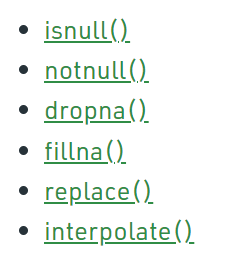 • isnull()
• notnull()
• dropna()
• fillna()
• replace()
• interpolate()